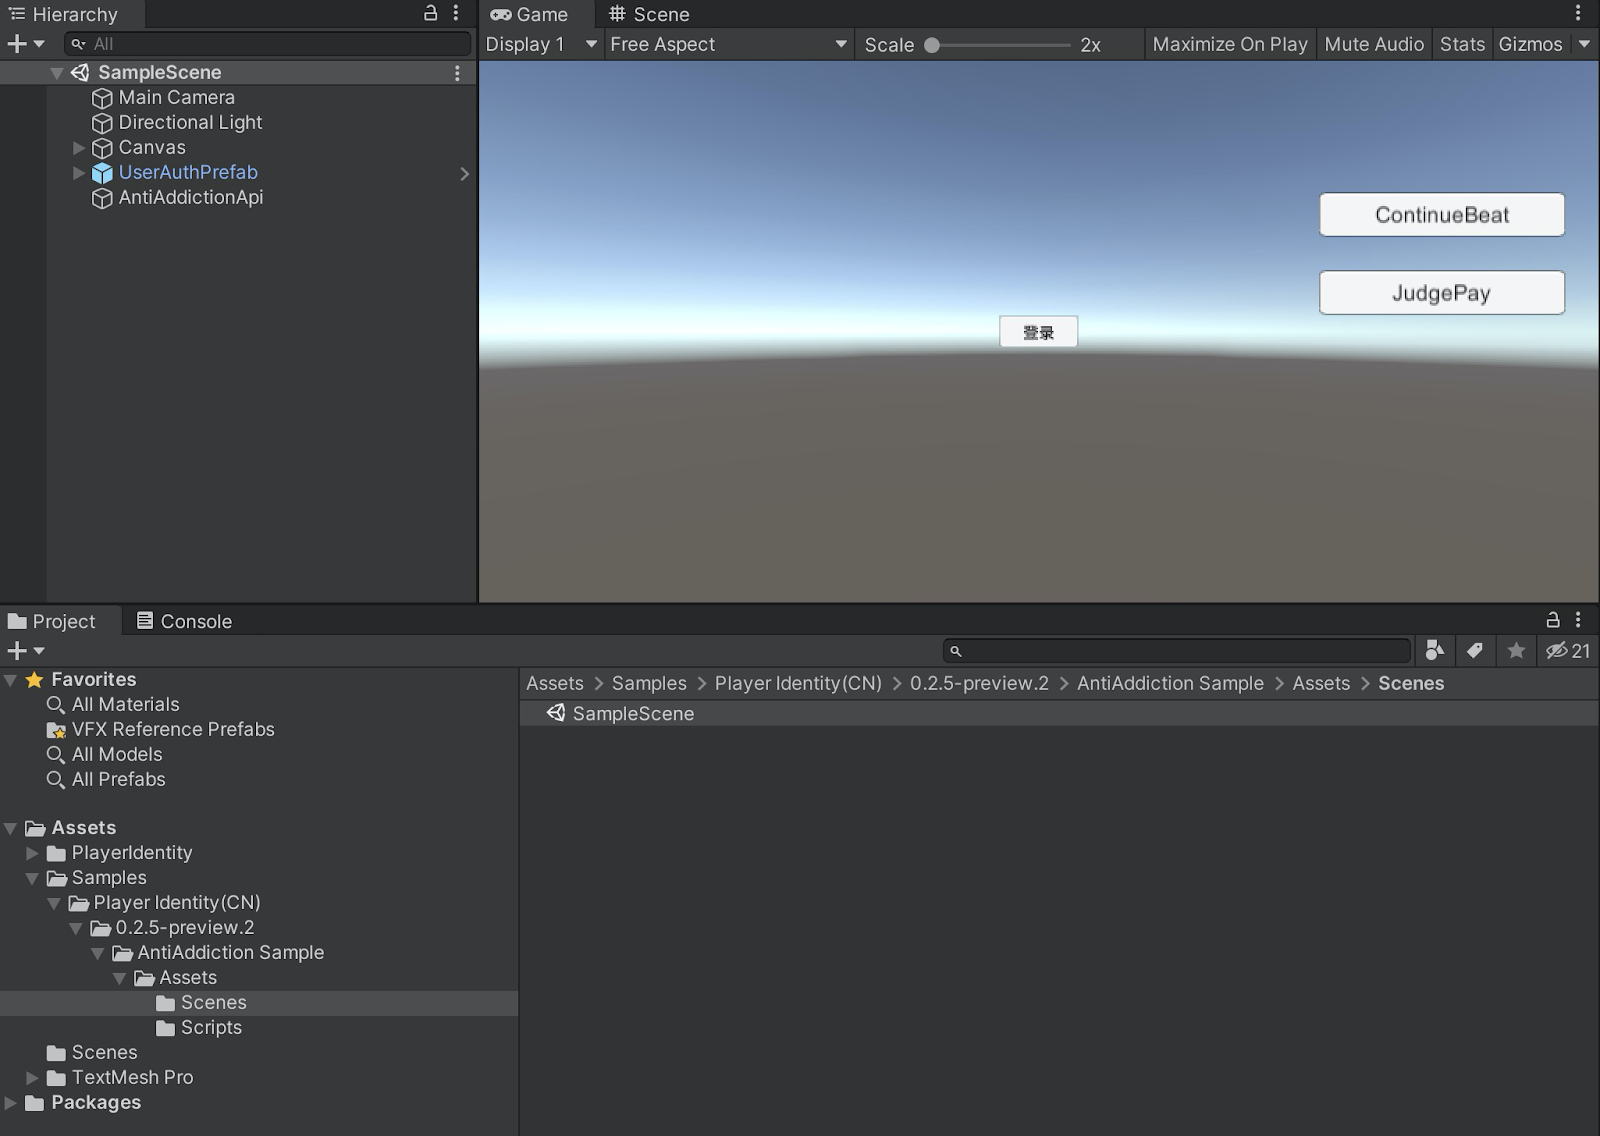 Hierarchy
All
SampleScene
Main Camera
Directional Light
Canvas
UserAuthPrefab
AntiAddictionApi
Game
Scene
Display 1
Free Aspect
Scale
2x
Maximize On Play
Mute Audio
Stats
Gizmos
ContinueBeat
JudgePay
登录
Project
Console
21
Favorites
All Materials
VFX Reference Prefabs
All Models
All Prefabs
Assets
PlayerIdentity
Samples
Player Identity(CN)
0.2.5-preview.2
AntiAddiction Sample
Assets
Scenes
Scripts
Scenes
TextMesh Pro
Packages
Assets > Samples > Player Identity(CN) > 0.2.5-preview.2 > AntiAddiction Sample > Assets > Scenes
SampleScene